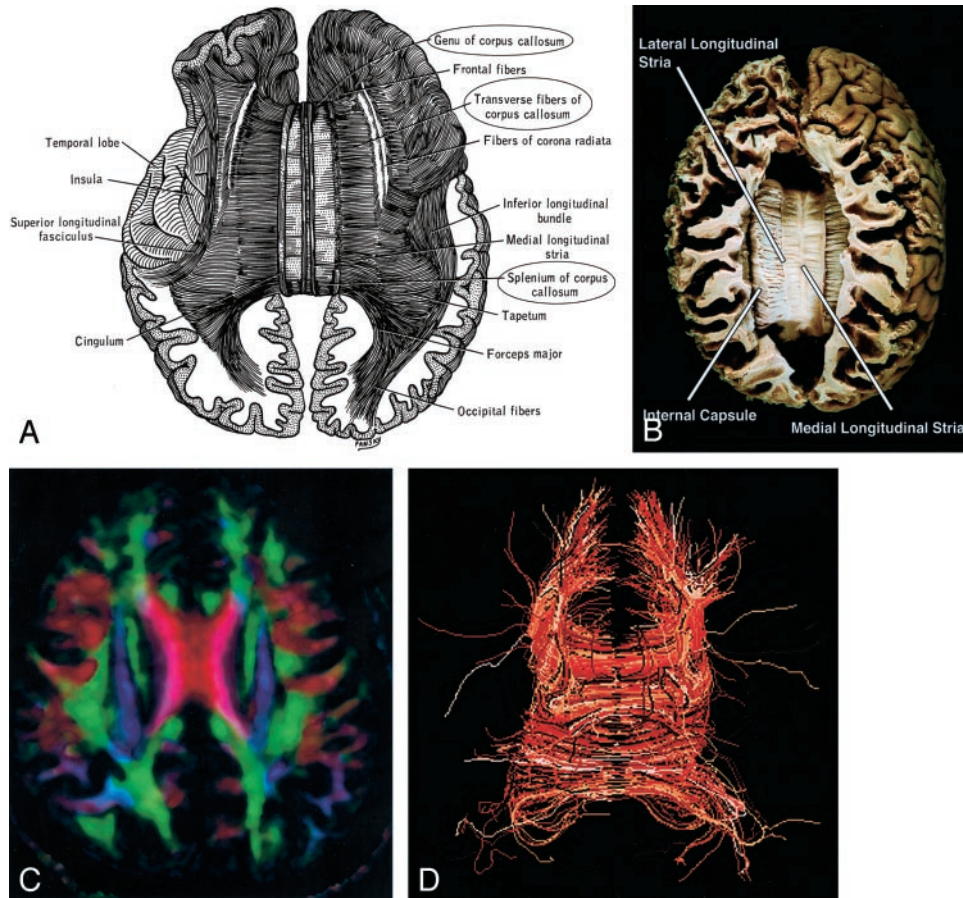 Genu of corpus callosum
Frontal fibers
Transverse fibers of
corpus callosum
Fibers of corona radiata
Temporal lobe
Insula
Superior longitudinal
fasciculus
Inferior longitudinal
bundle
Medial longitudinal
stria
Splenium of corpus
callosum
Tapetum
Cingulum
Forceps major
Occipital fibers
A
Lateral Longitudinal
Stria
Internal Capsule
Medial Longitudinal Stria
B
C
D